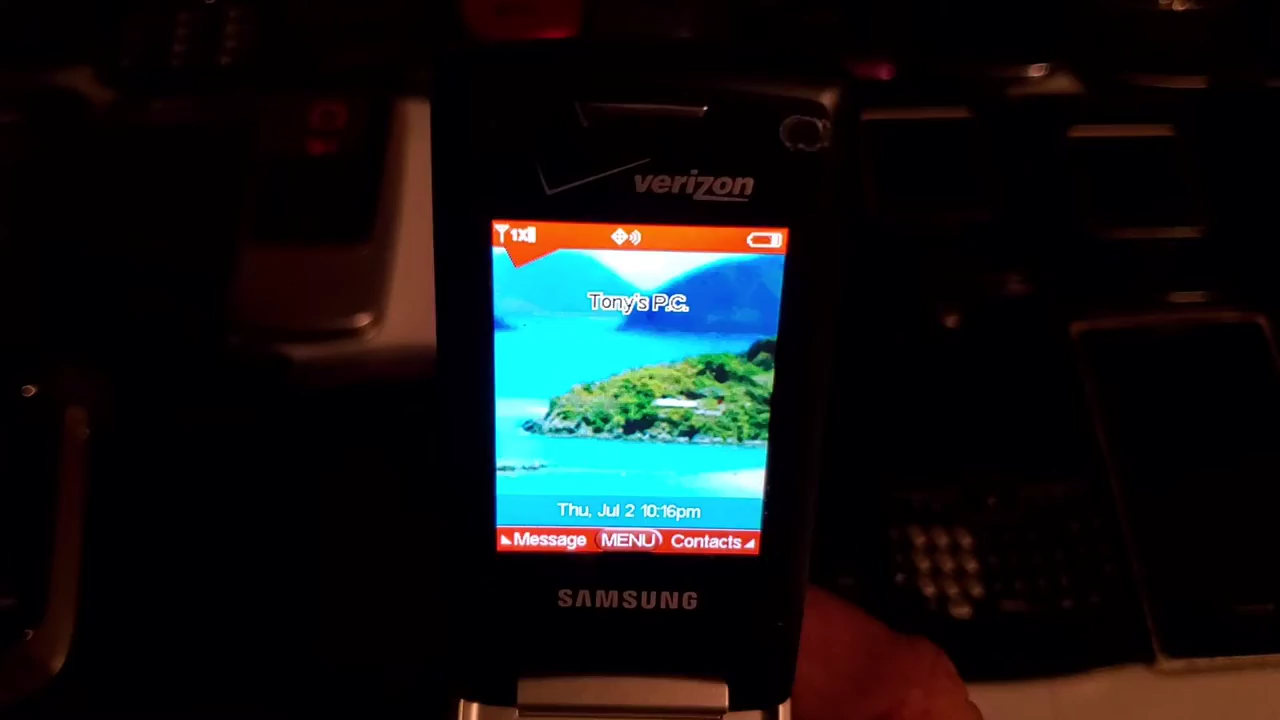 verizon
1X
Tony's P.C.
Thu, Jul 2 10:16pm
Message MENU Contacts
SAMSUNG